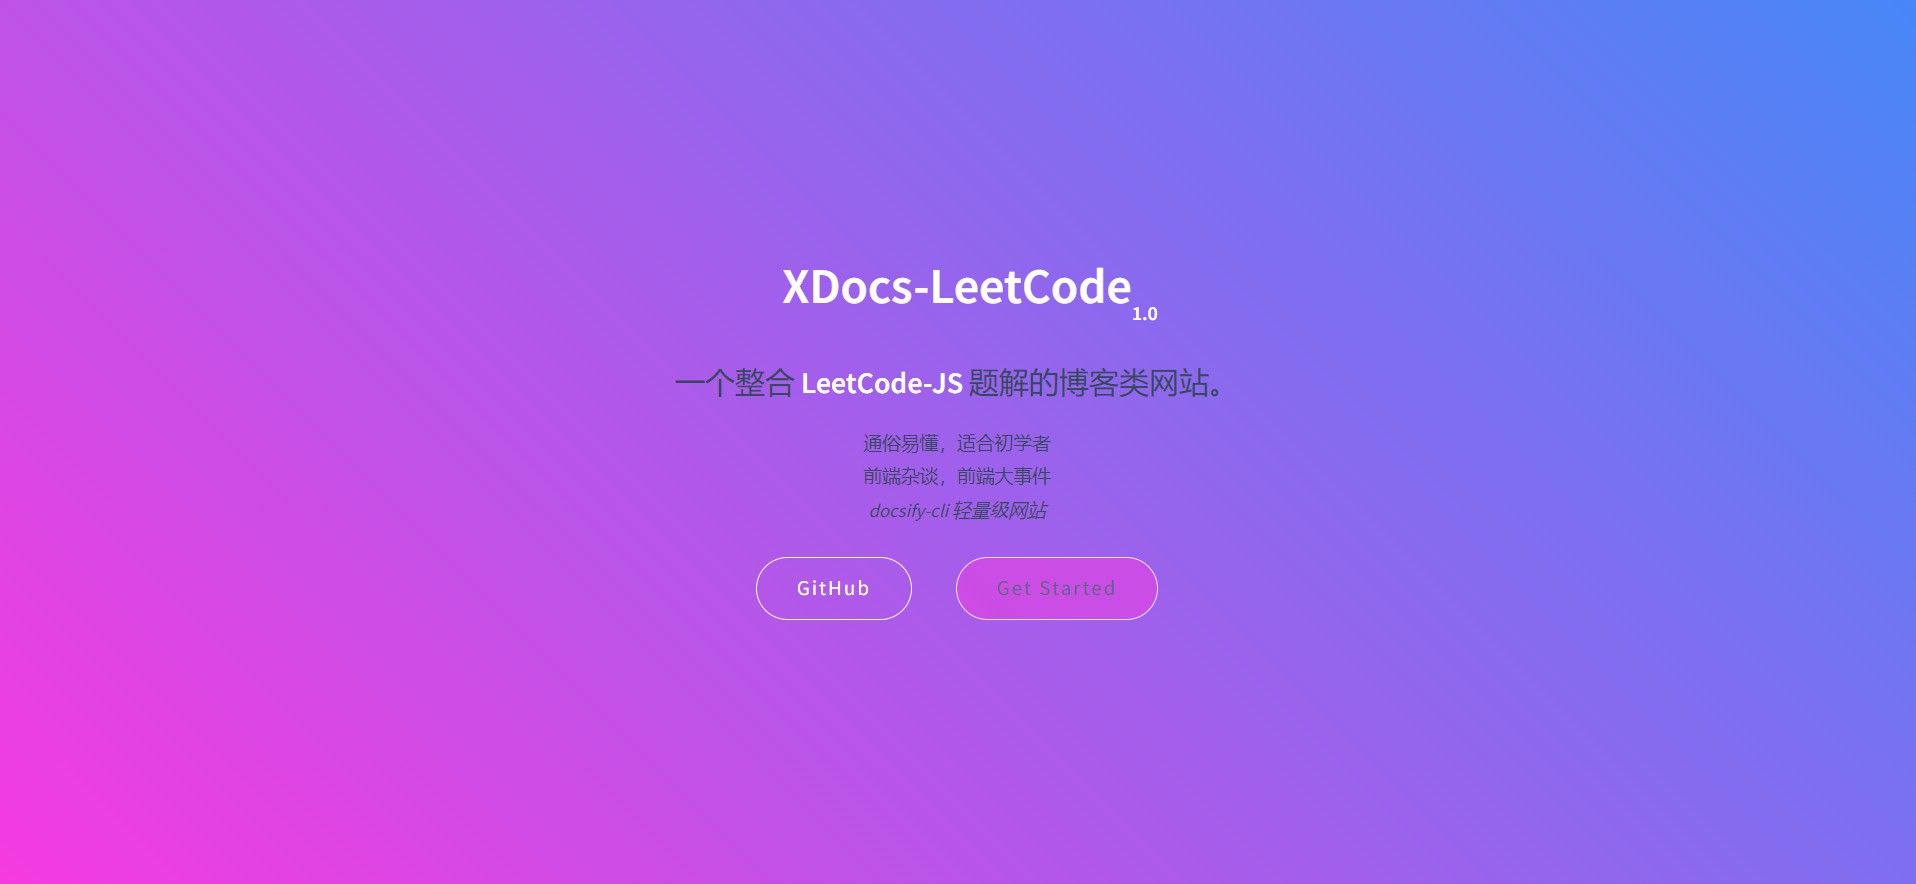 XDocs-LeetCode 1.0
一个整合 LeetCode-JS 题解的博客类网站。
通俗易懂，适合初学者
前端杂谈，前端大事件
docsify-cli 轻量级网站
GitHub Get Started